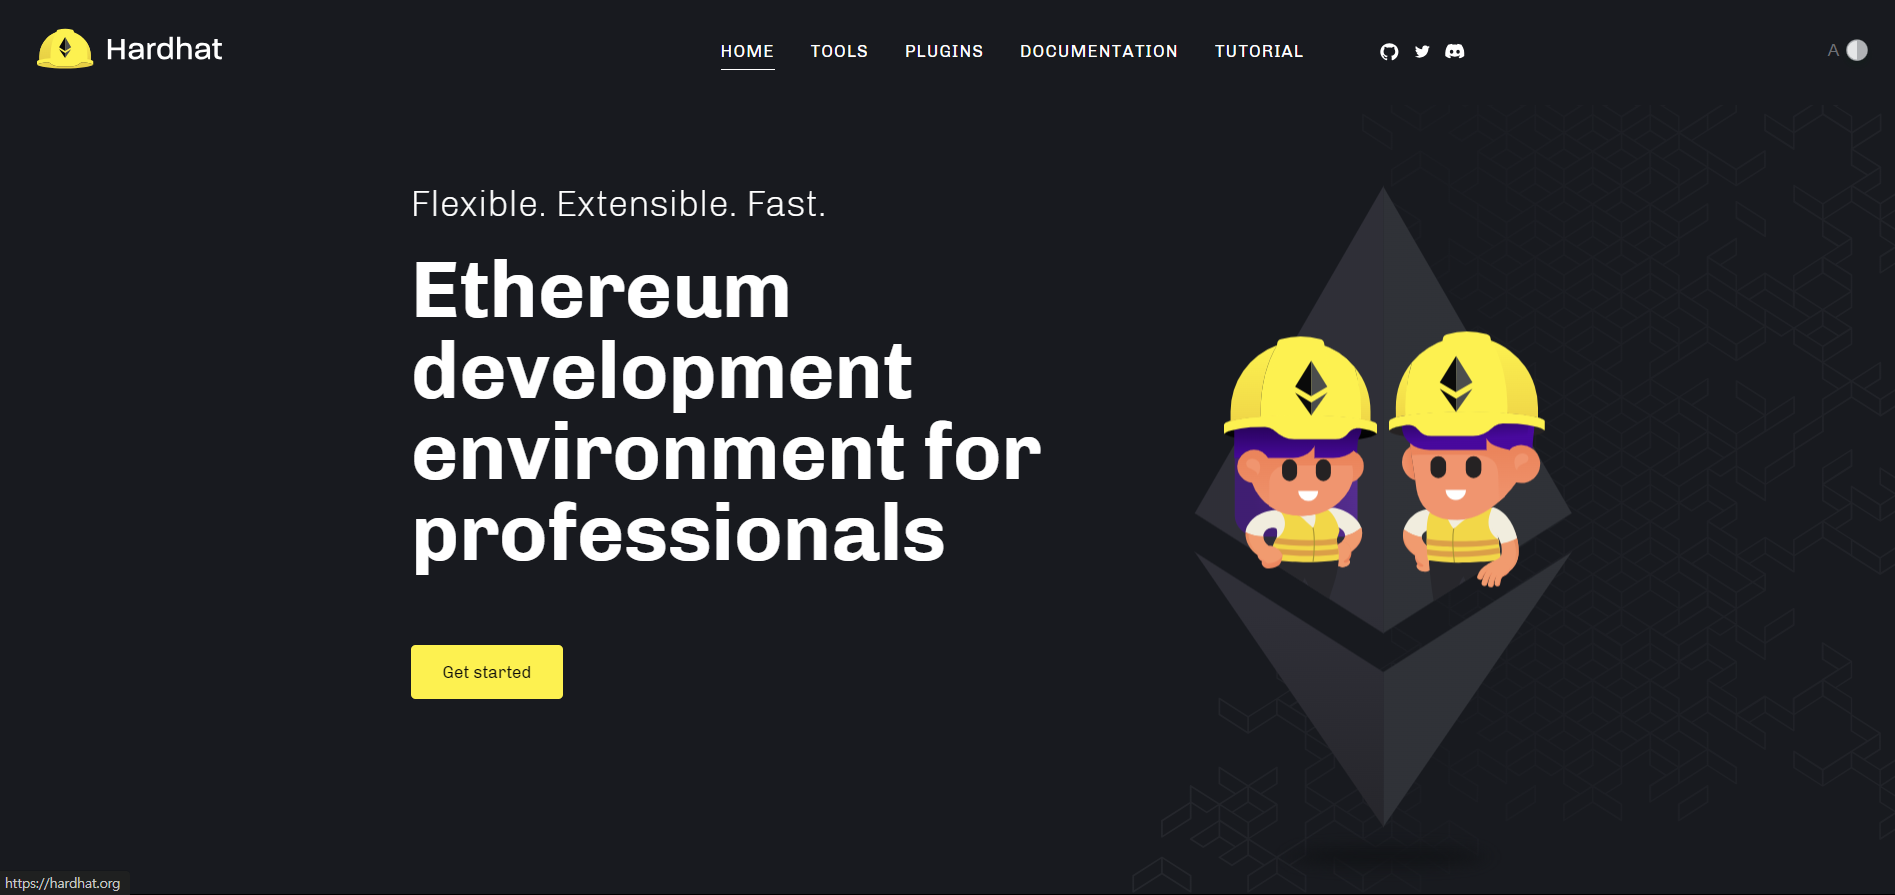 Hardhat
HOME TOOLS PLUGINS DOCUMENTATION TUTORIAL
A
Flexible. Extensible. Fast.
Ethereum
development
environment for
professionals
Get started
https://hardhat.org